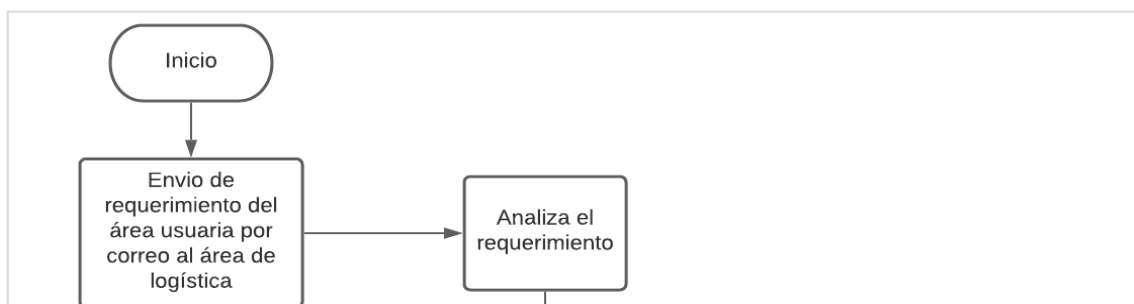 Inicio
Envio de
requerimiento del
área usuaria por
correo al área de
logística
Analiza el
requerimiento